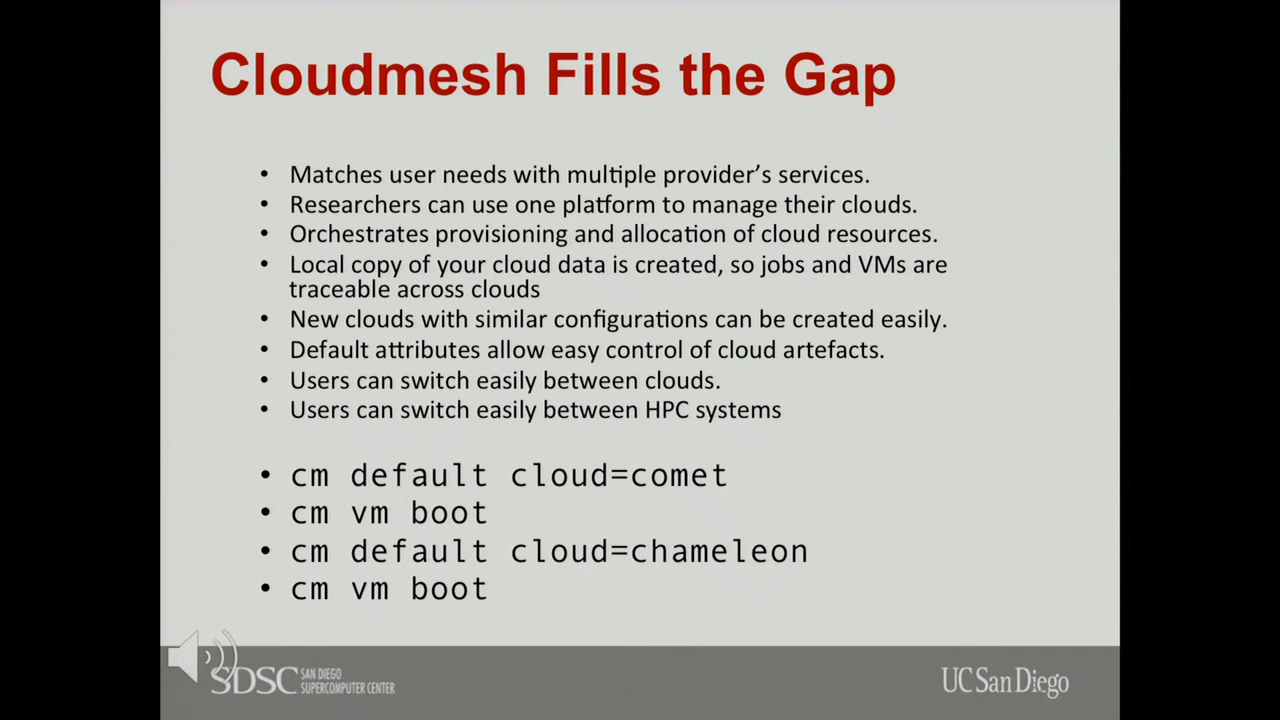 Cloudmesh Fills the Gap
• Matches user needs with multiple provider’s services.
• Researchers can use one platform to manage their clouds.
• Orchestrates provisioning and allocation of cloud resources.
• Local copy of your cloud data is created, so jobs and VMs are
traceable across clouds
• New clouds with similar configurations can be created easily.
• Default attributes allow easy control of cloud artefacts.
• Users can switch easily between clouds.
• Users can switch easily between HPC systems
• cm default cloud=comet
• cm vm boot
• cm default cloud=chameleon
• cm vm boot
SDSC
SAN DIEGO
SUPERCOMPUTER CENTER
UC San Diego